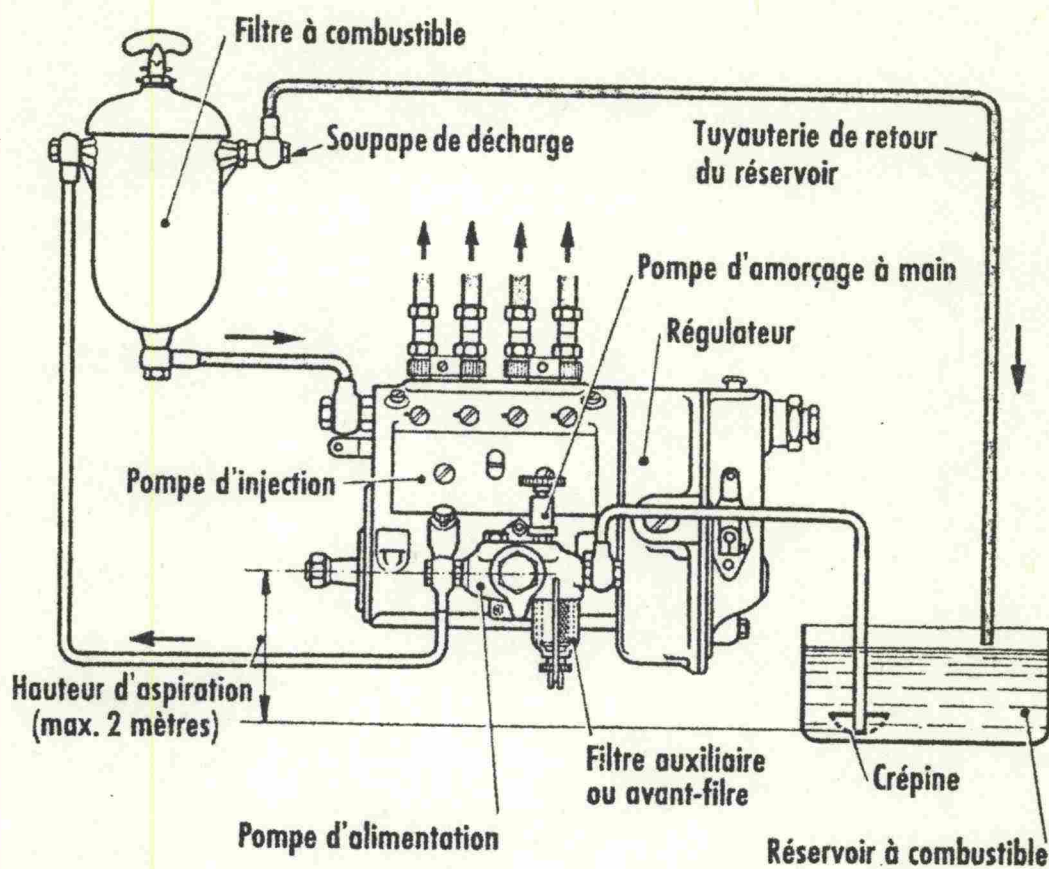 Filtre à combustible
Soupape de décharge
Tuyauterie de retour
du réservoir
Pompe d'amorçage à main
Régulateur
Pompe d'injection
Hauteur d'aspiration
(max. 2 mètres)
Filtre auxiliaire
ou avant-filre
Crépine
Pompe d'alimentation
Réservoir à combustible